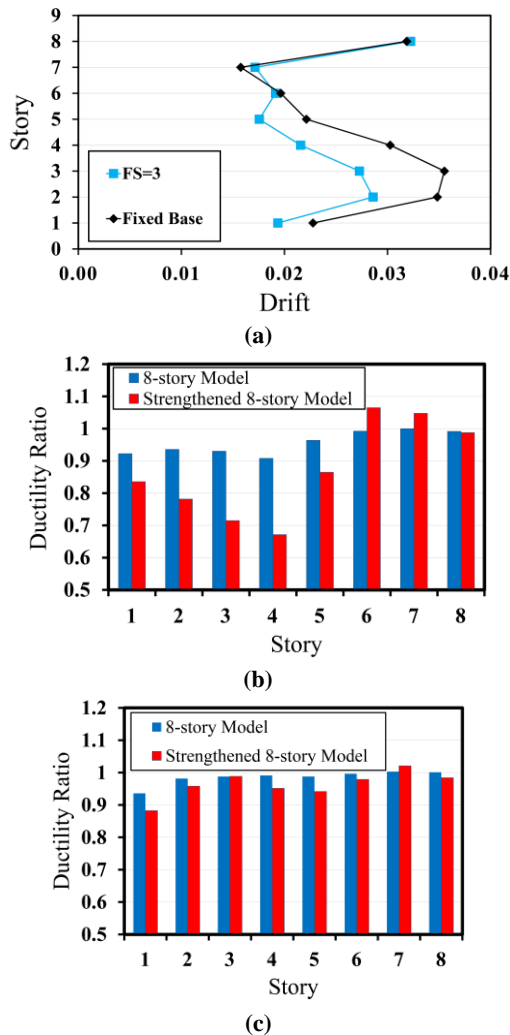 9
8
7
6
5
4
3
2
1
0
Story
FS=3
Fixed Base
0.00 0.01 0.02 0.03 0.04
Drift
(a)
1.2
1.1
1
0.9
0.8
0.7
0.6
0.5
Ductility Ratio
8-story Model
Strengthened 8-story Model
1 2 3 4 5 6 7 8
Story
(b)
1.2
1.1
1
0.9
0.8
0.7
0.6
0.5
Ductility Ratio
8-story Model
Strengthened 8-story Model
1 2 3 4 5 6 7 8
Story
(c)